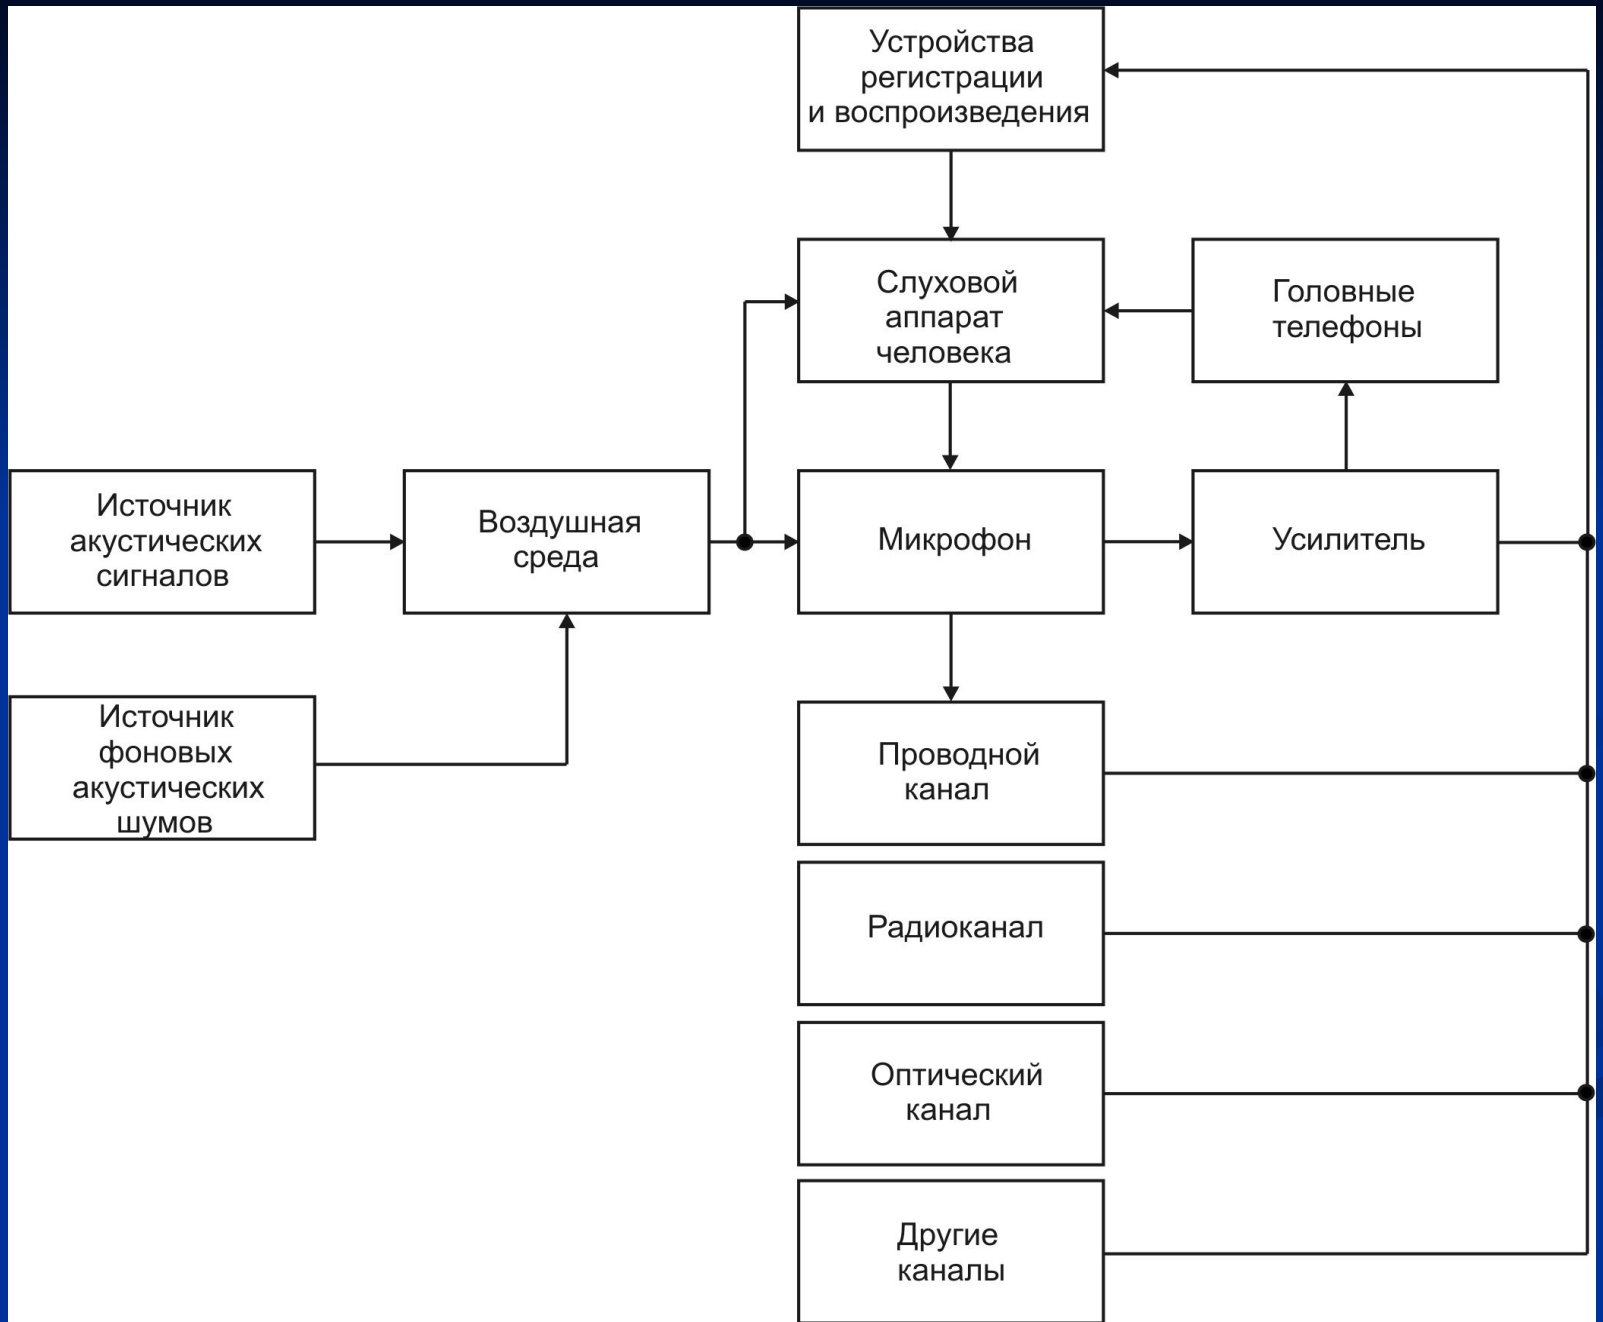 Устройства
регистрации
и воспроизведения
Слуховой
аппарат
человека
Головные
телефоны
Источник
акустических
сигналов
Воздушная
среда
Микрофон
Усилитель
Источник
фоновых
акустических
шумов
Проводной
канал
Радиоканал
Оптический
канал
Другие
каналы